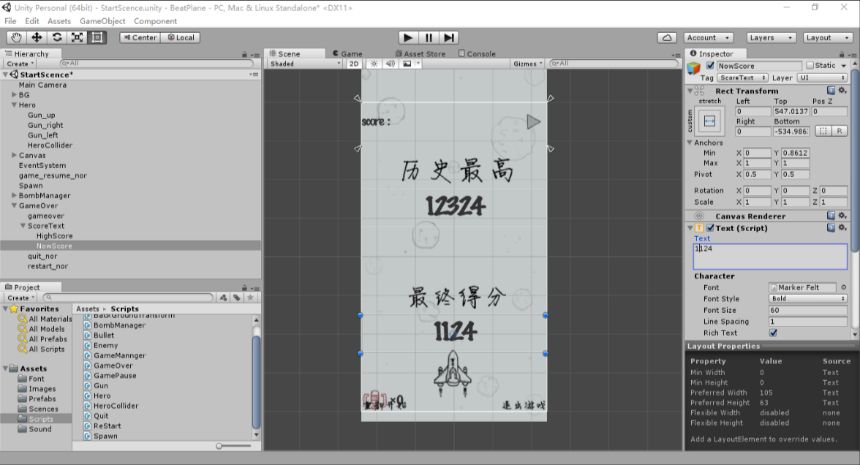 Unity Personal (64bit) - StartScence.unity - BeatPlane - PC, Mac & Linux Standalone* <DX11>
File Edit Assets GameObject Component
Center Local Account Layers Layout
Hierarchy
Create All
StartScence*
Main Camera
BG
Hero
Gun_up
Gun_right
Gun_left
HeroCollider
Canvas
EventSystem
game_resume_nor
Spawn
BombManager
GameOver
gameover
ScoreText
HighScore
NowScore
quit_nor
restart_nor
Project
Create
Favorites
All Materials
All Models
All Prefabs
All Scripts
Assets
Font
Images
Prefabs
Scences
Scripts
Sound
Assets Scripts
BackGroundTransform
BombManager
Bullet
Enemy
GameMannger
GameOver
GamePause
Gun
Hero
HeroCollider
Quit
ReStart
Spawn
Scene Game Asset Store Console
Shaded 2D Gizmos All
score:
历史最高
12324
最终得分
1124
退出游戏
Inspector
NowScore Static
Tag ScoreText Layer UI
Rect Transform
stretch Left Top Pos Z
custom 0 547.0137 0
Right Bottom
0 -534.986 R
Anchors
Min X 0 Y 0.8612
Max X 1 Y 1
Pivot X 0.5 Y 0.5
Rotation X 0 Y 0 Z 0
Scale X 1 Y 1 Z 1
Canvas Renderer
Text (Script)
Text
1124
Character
Font Marker Felt
Font Style Bold
Font Size 60
Line Spacing 1
Rich Text
Layout Properties
Property Value Source
Min Width 0 Text
Min Height 0 Text
Preferred Width 105 Text
Preferred Height 63 Text
Flexible Width disabled none
Flexible Height disabled none
Add a LayoutElement to override values.